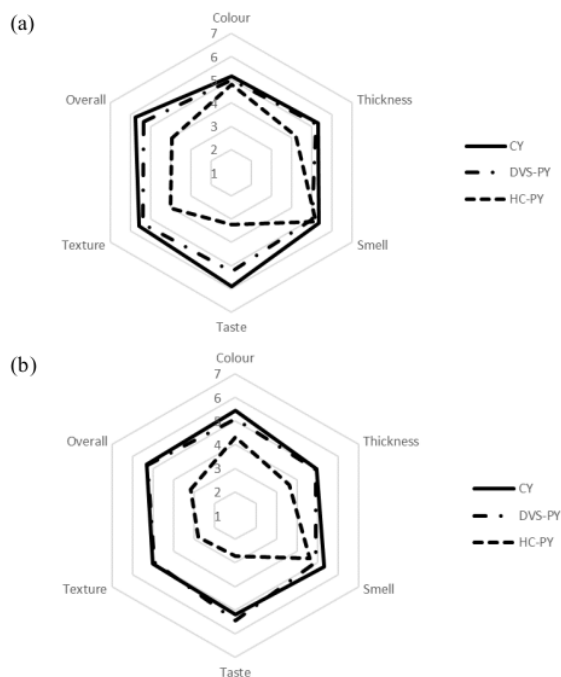 (a)
Colour
7
6
5
4
3
2
1
Overall
Thickness
CY
DVS-PY
HC-PY
Texture
Smell
Taste
(b)
Colour
7
6
5
4
3
2
1
Overall
Thickness
CY
DVS-PY
HC-PY
Texture
Smell
Taste